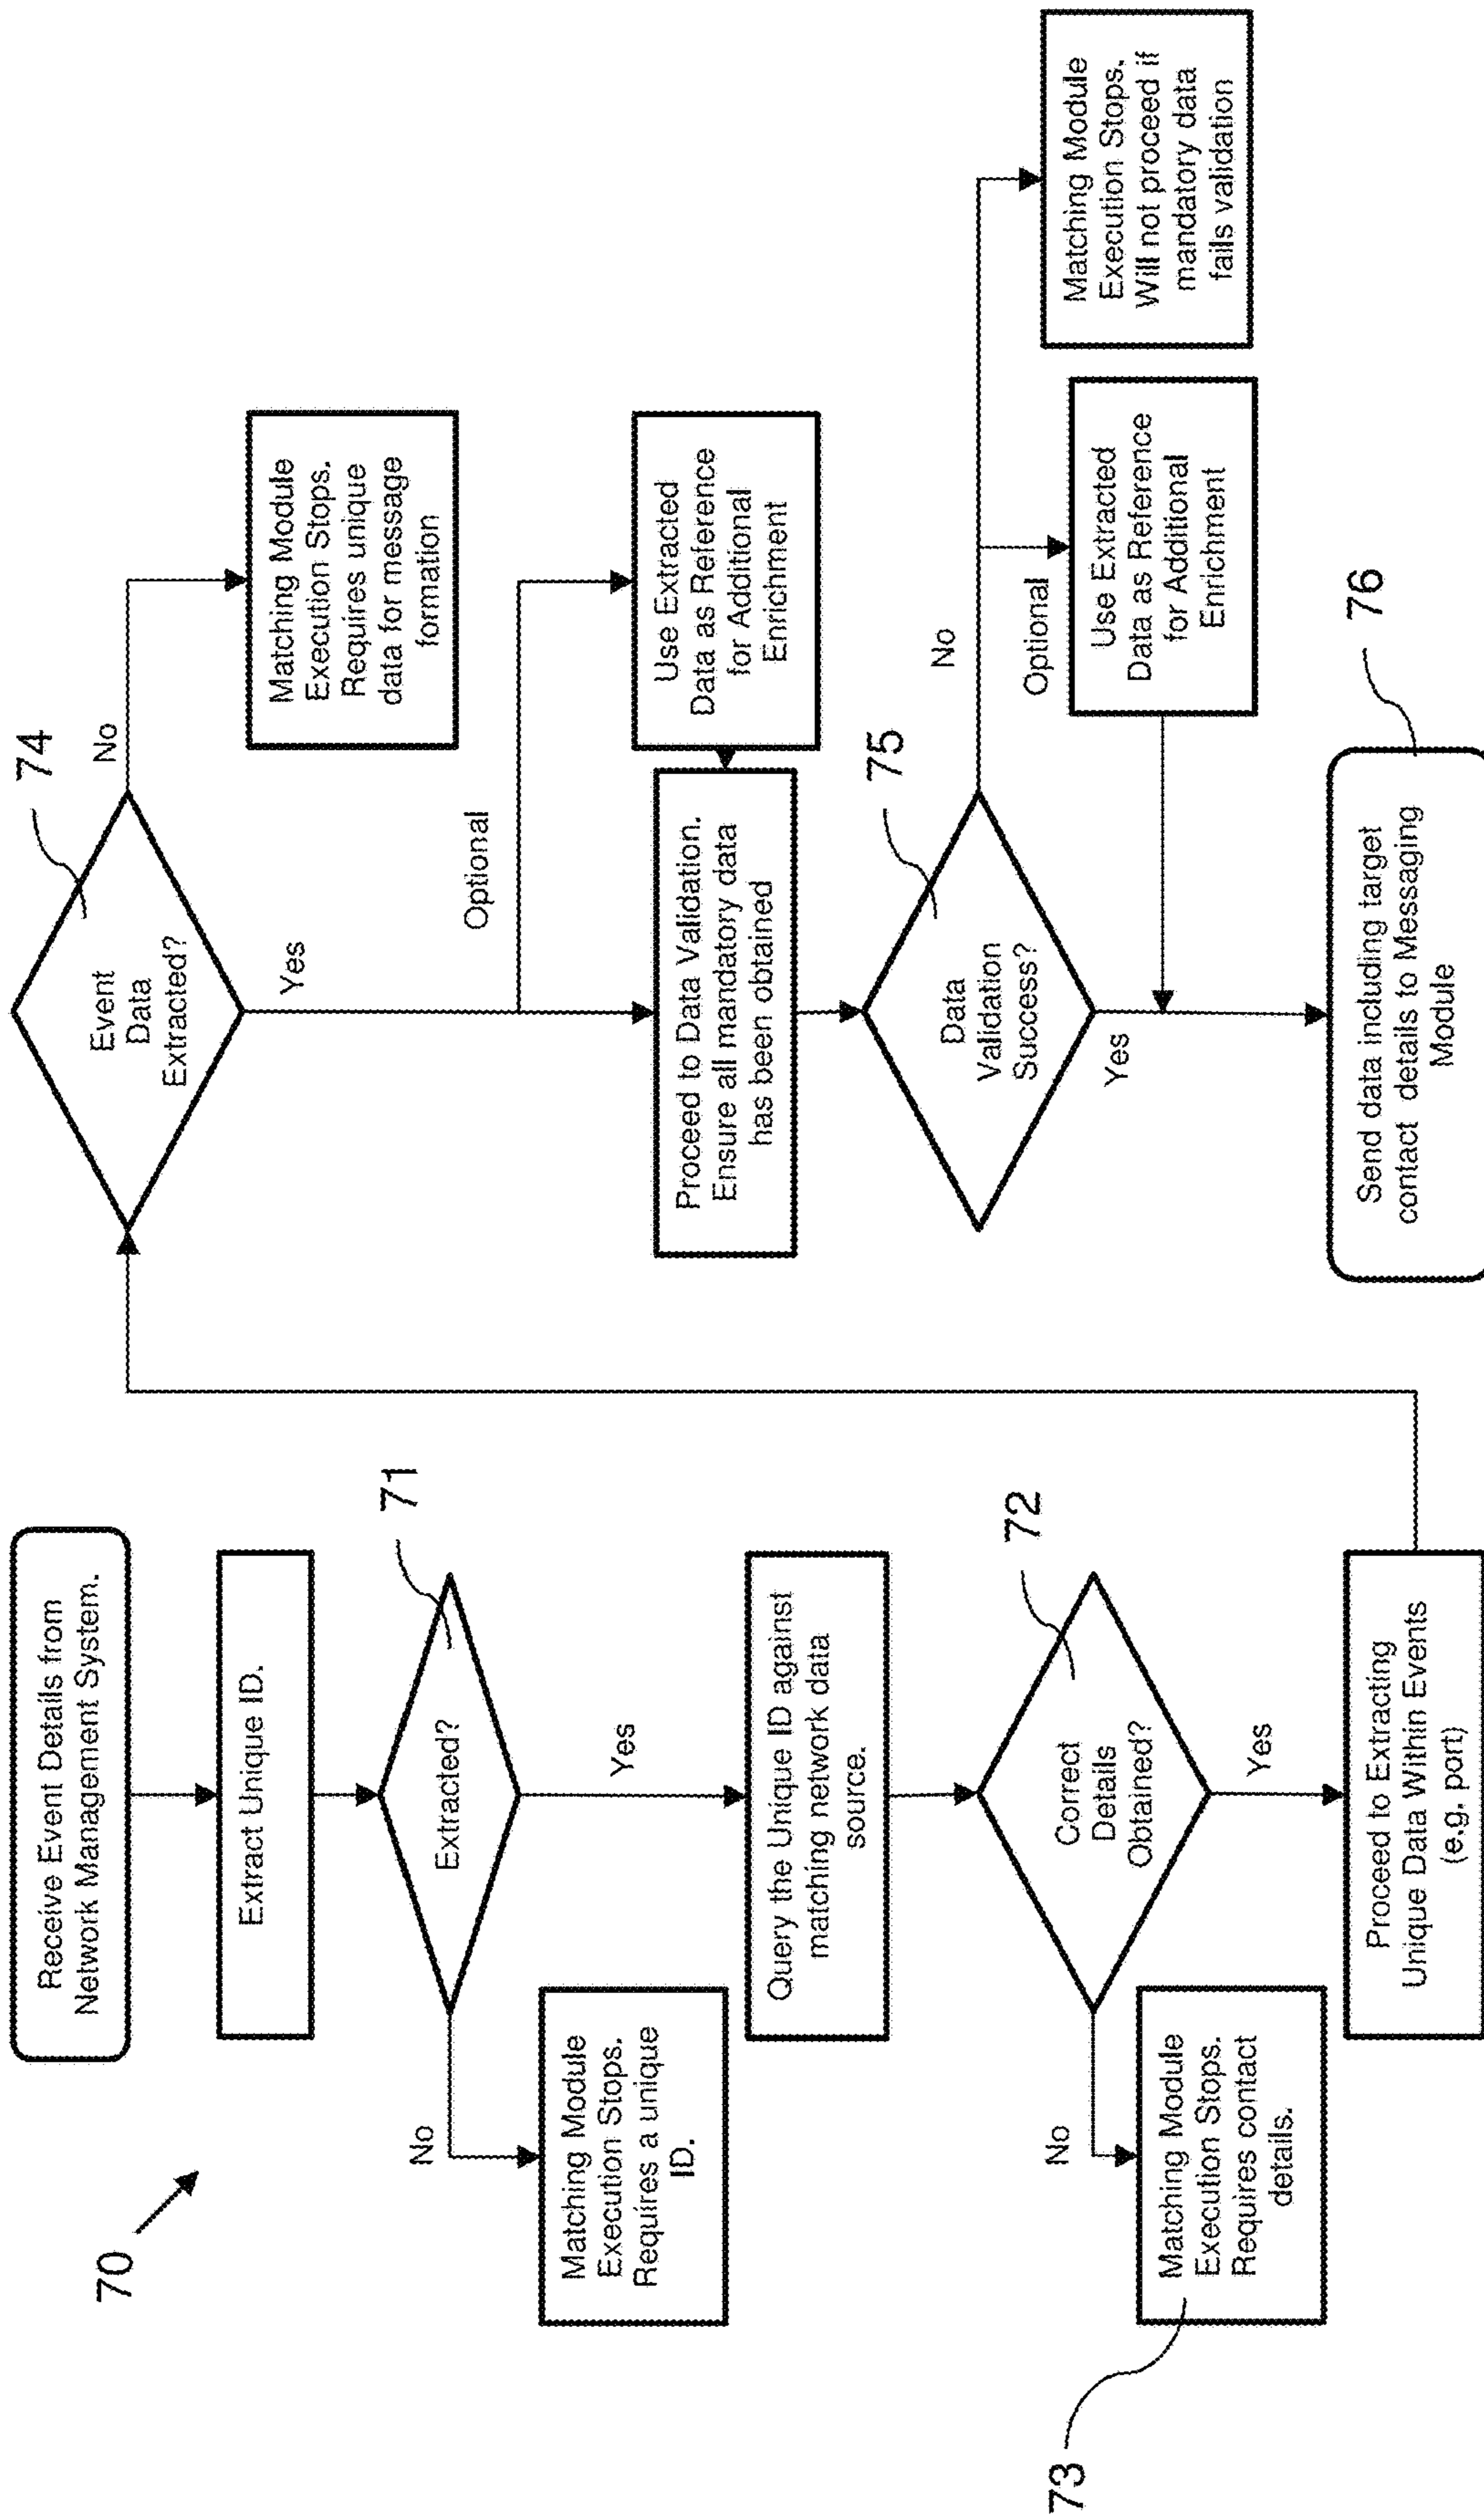 70
Receive Event Details from
Network Management System.
Extract Unique ID.
71
Extracted?
No
Yes
Matching Module
Execution Stops.
Requires a unique
ID.
Query the Unique ID against
matching network data
source.
72
Correct
Details
Obtained?
No
Yes
73
Matching Module
Execution Stops.
Requires contact
details.
Proceed to Extracting
Unique Data Within Events
(e.g. port)
74
Event
Data
Extracted?
No
Yes
Matching Module
Execution Stops.
Requires unique
data for message
formation
Optional
Use Extracted
Data as Reference
for Additional
Enrichment
Proceed to Data Validation.
Ensure all mandatory data
has been obtained
75
Data
Validation
Success?
No
Yes
Optional
Use Extracted
Data as Reference
for Additional
Enrichment
Matching Module
Execution Stops.
Will not proceed if
mandatory data
fails validation
76
Send data including target
contact details to Messaging
Module